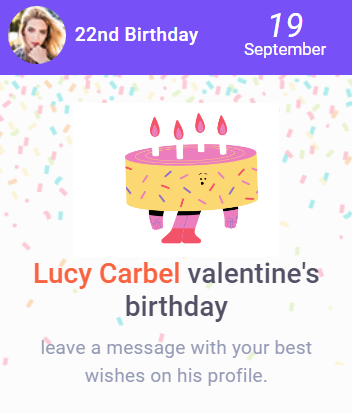 22nd Birthday
19
September
Lucy Carbel valentine's
birthday
leave a message with your best
wishes on his profile.